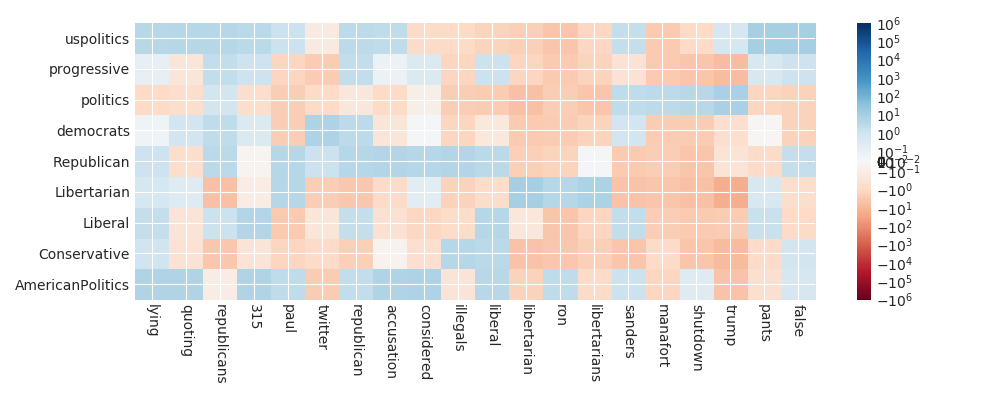 uspolitics
progressive
politics
democrats
Republican
Libertarian
Liberal
Conservative
AmericanPolitics
lying
quoting
republicans
315
paul
twitter
republican
accusation
considered
illegals
liberal
libertarian
ron
libertarians
sanders
manafort
shutdown
trump
pants
false
10^6
10^5
10^4
10^3
10^2
10^1
10^0
10^-1
−10^-1
−10^0
−10^1
−10^2
−10^3
−10^4
−10^5
−10^6